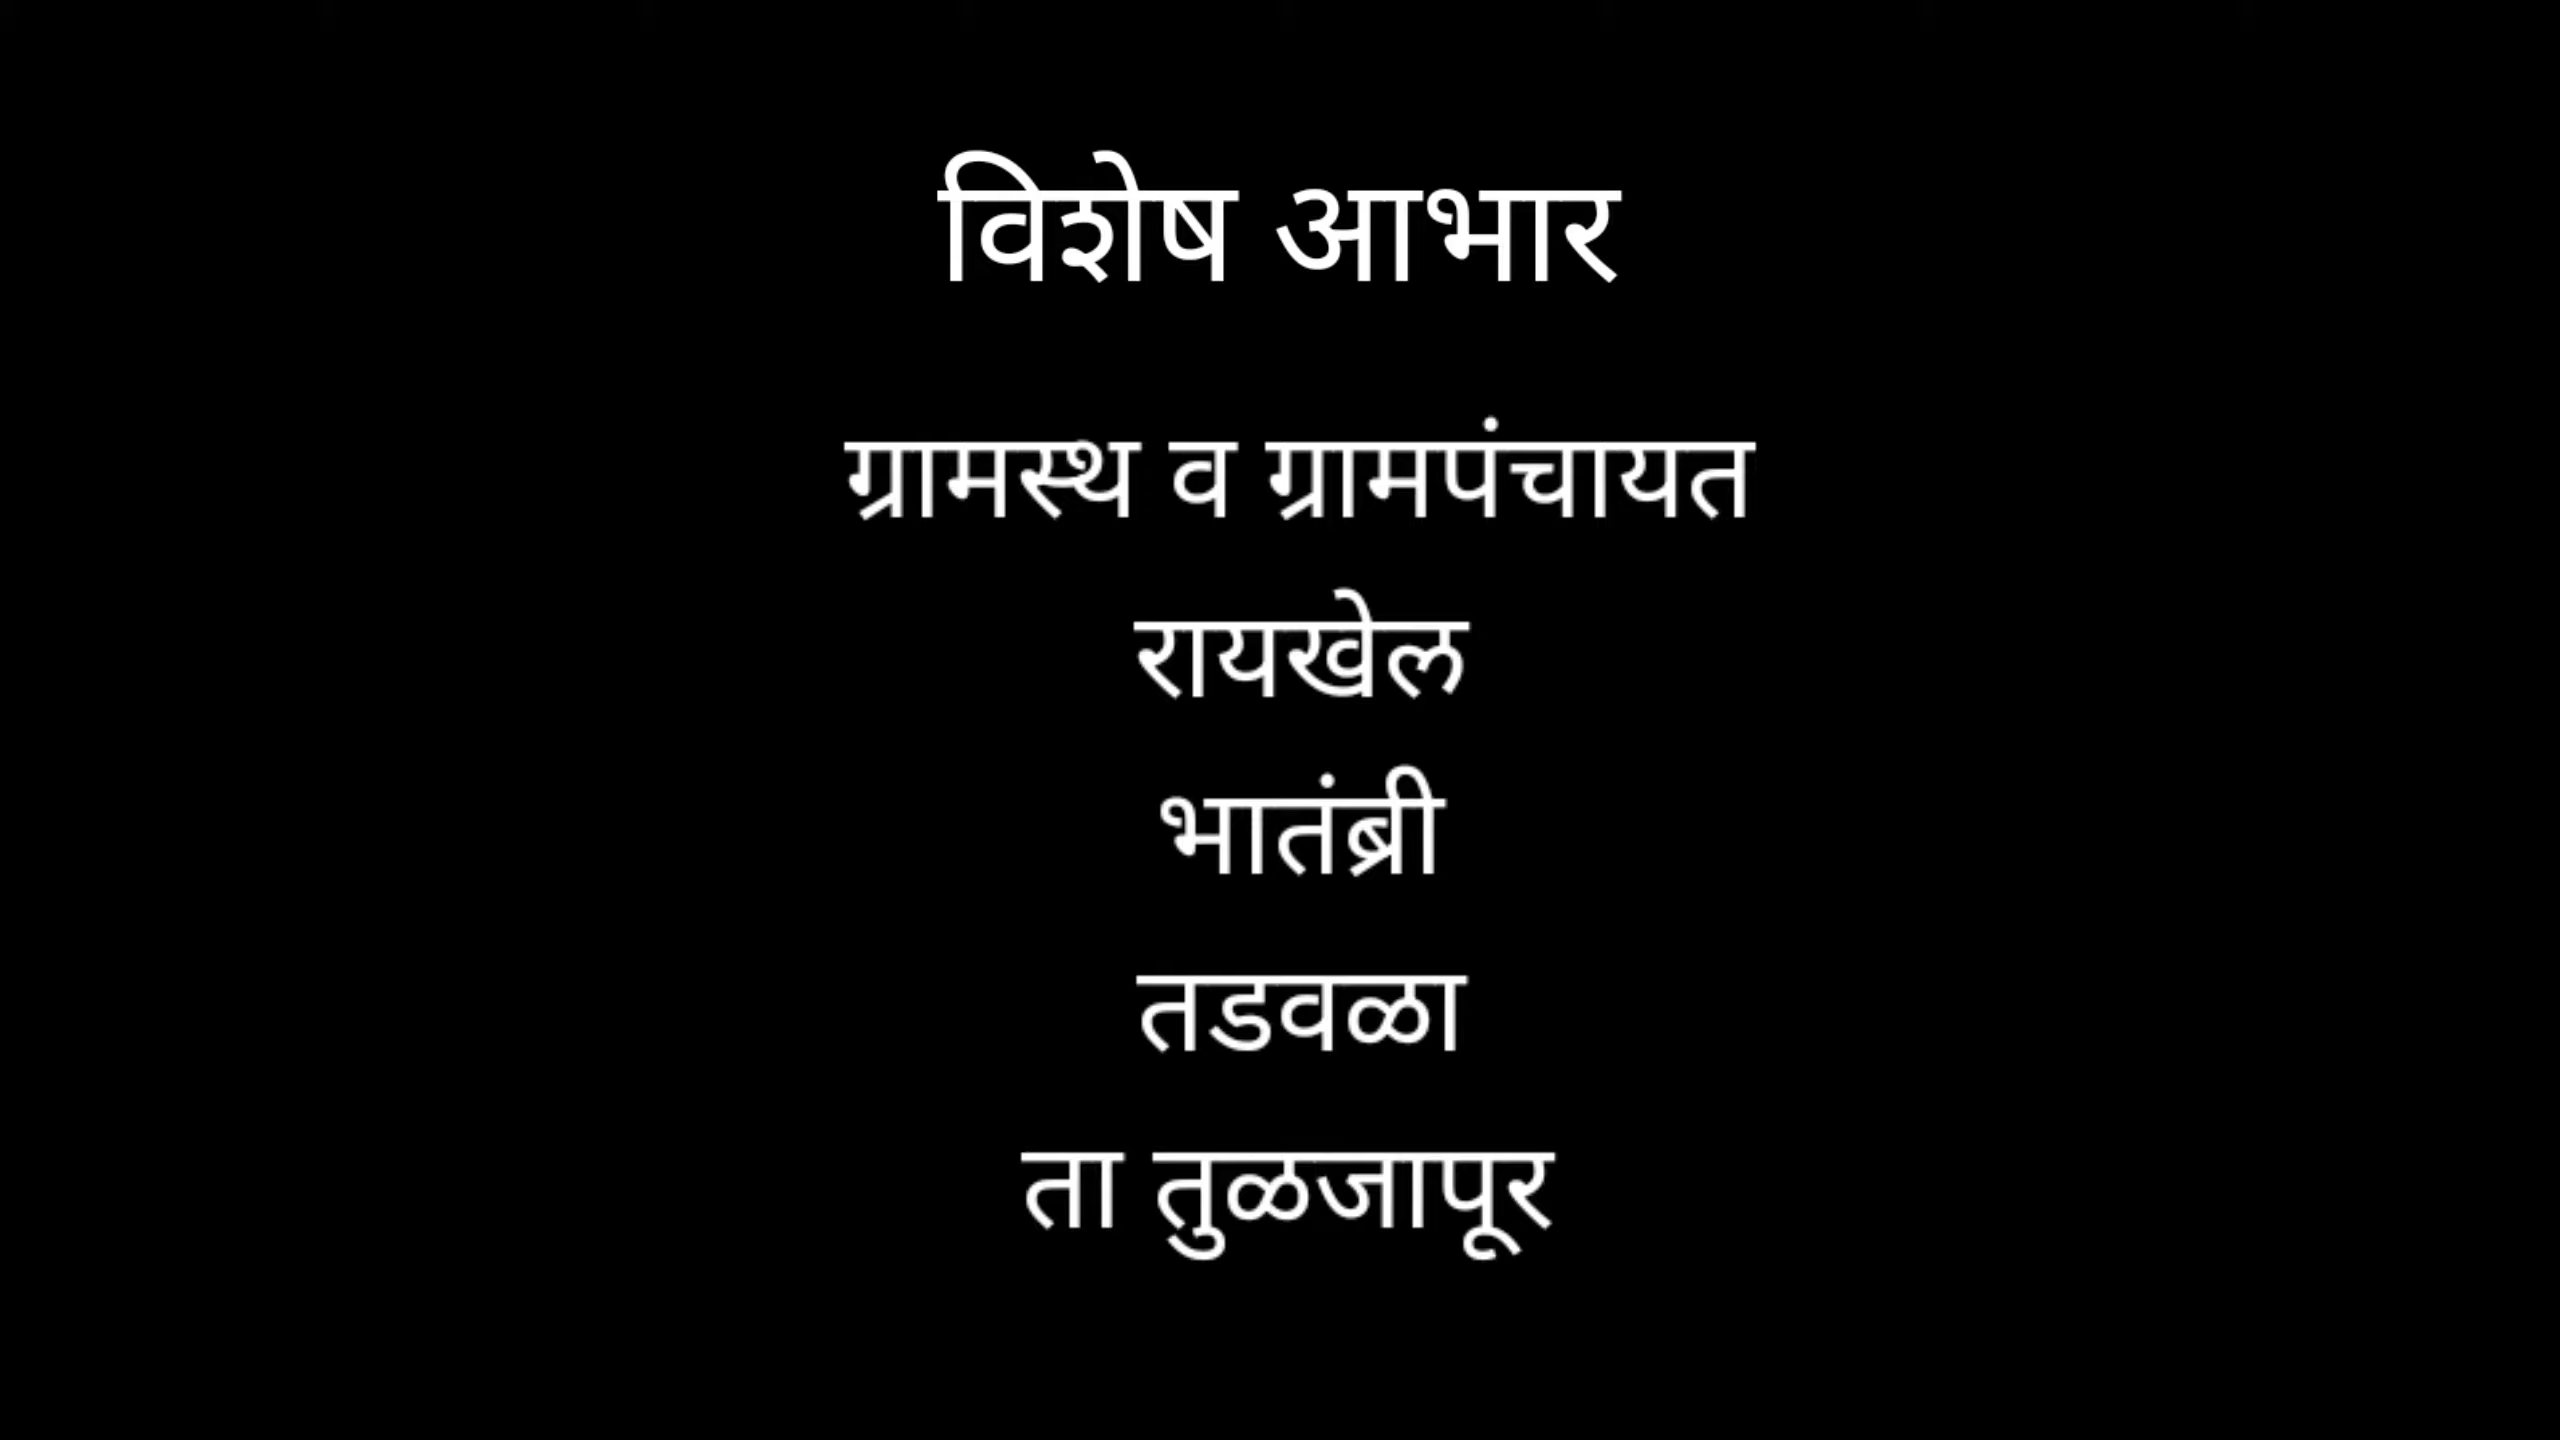 विशेष आभार
ग्रामस्थ व ग्रामपंचायत
रायखेल
भातंब्री
तडवळा
ता तुळजापूर